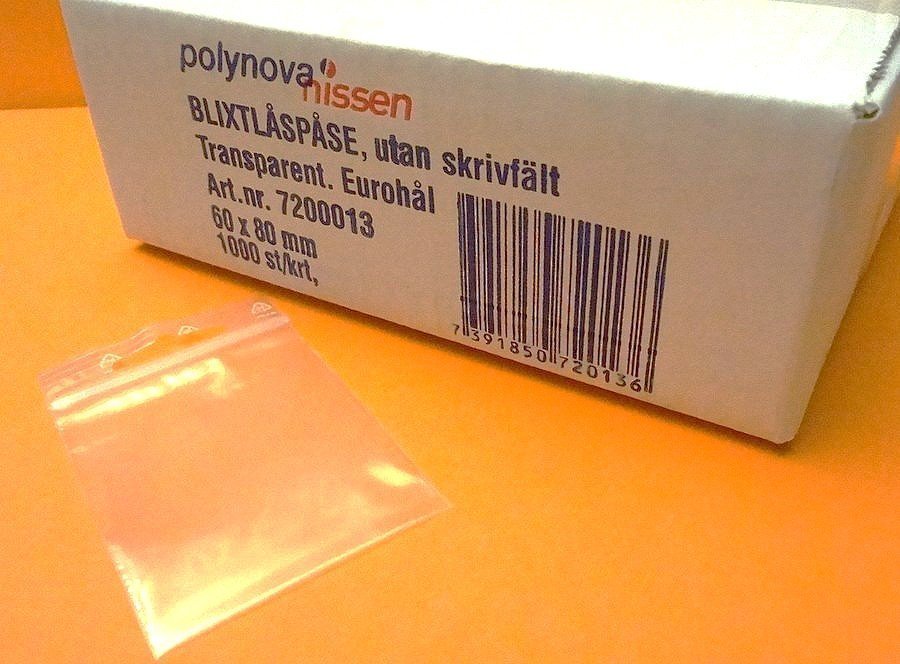 polynova
nissen
BLIXTLÅSPÅSE, utan skrivfält
Transparent. Eurohål
Art.nr. 7200013
60 x 80 mm
1000 st/krt,
7 391850 720136